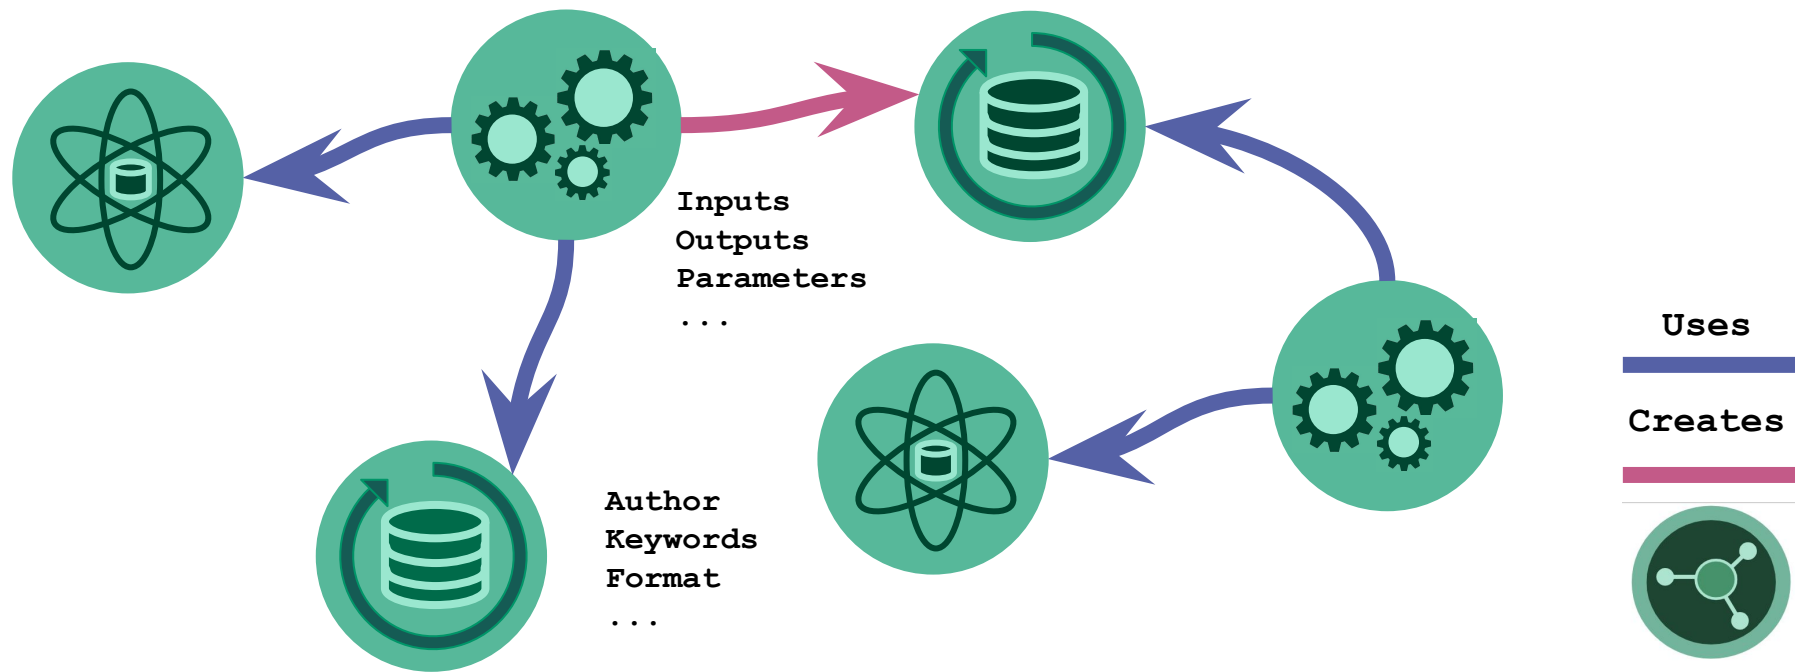 Inputs
Outputs
Parameters
...
Author
Keywords
Format
...
Uses
Creates